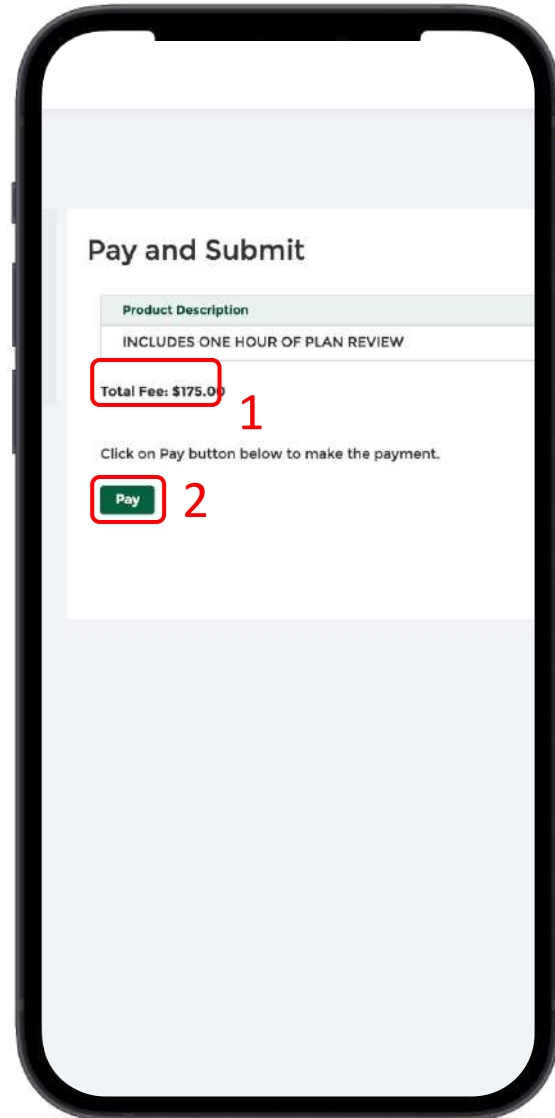 Pay and Submit
Product Description
INCLUDES ONE HOUR OF PLAN REVIEW
Total Fee: $175.00
1
Click on Pay button below to make the payment.
Pay
2